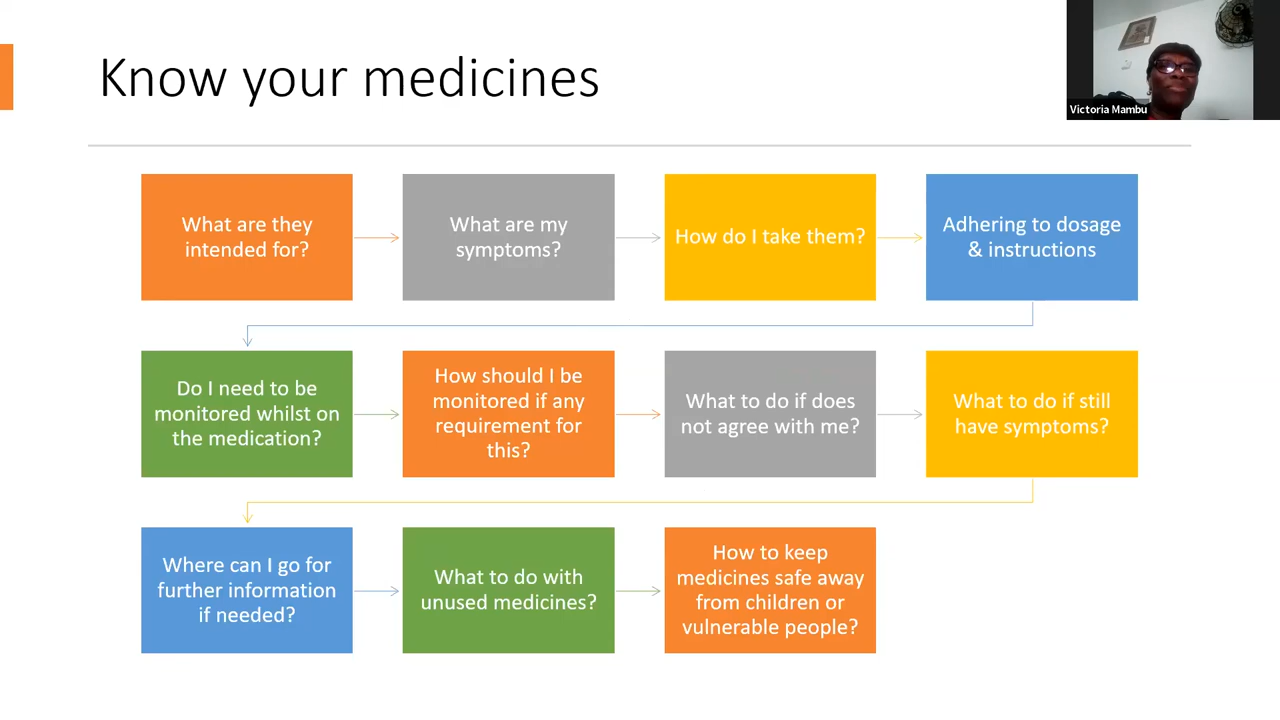 Know your medicines
Victoria Mambu
What are they
intended for?
What are my
symptoms?
How do I take them?
Adhering to dosage
& instructions
Do I need to be
monitored whilst on
the medication?
How should I be
monitored if any
requirement for
this?
What to do if does
not agree with me?
What to do if still
have symptoms?
Where can I go for
further information
if needed?
What to do with
unused medicines?
How to keep
medicines safe away
from children or
vulnerable people?